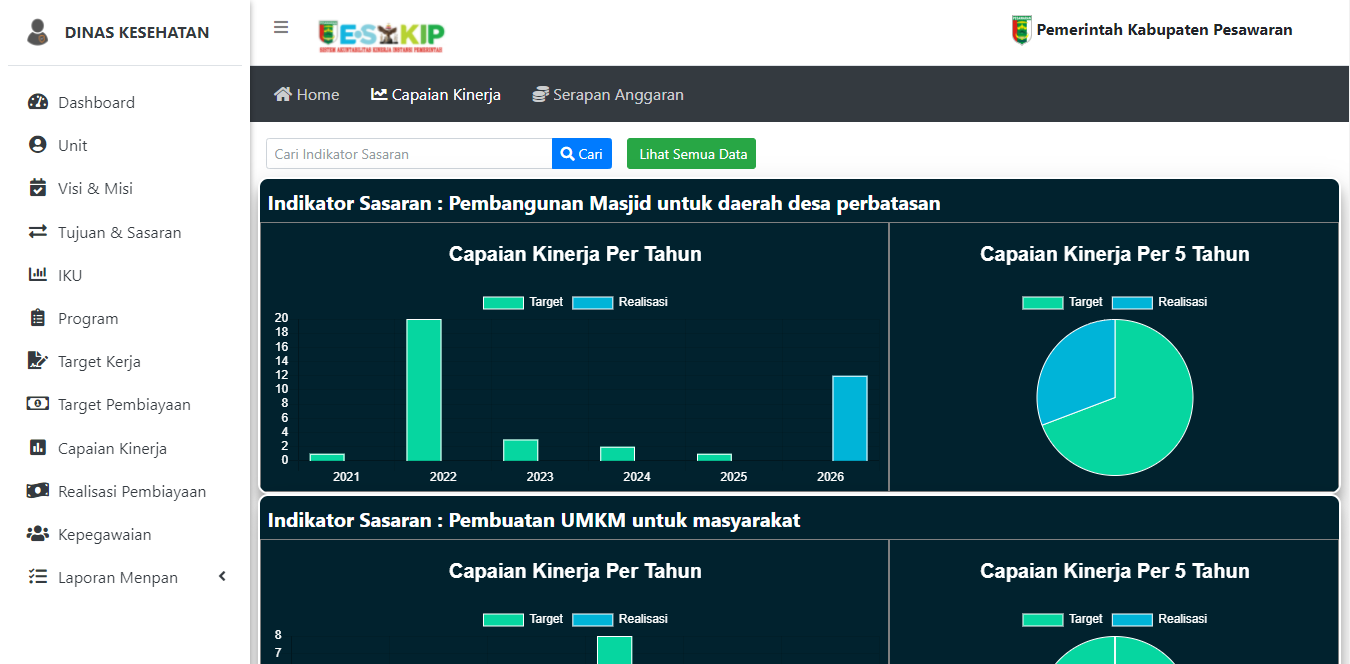 DINAS KESEHATAN
Dashboard
Unit
Visi & Misi
Tujuan & Sasaran
IKU
Program
Target Kerja
Target Pembiayaan
Capaian Kinerja
Realisasi Pembiayaan
Kepegawaian
Laporan Menpan
E-S KIP
SISTEM AKUNTABILITAS KINERJA INSTANSI PEMERINTAH
Pemerintah Kabupaten Pesawaran
Home Capaian Kinerja Serapan Anggaran
Cari Indikator Sasaran Cari Lihat Semua Data
Indikator Sasaran : Pembangunan Masjid untuk daerah desa perbatasan
Capaian Kinerja Per Tahun
Target Realisasi
20
18
16
14
12
10
8
6
4
2
0
2021 2022 2023 2024 2025 2026
Capaian Kinerja Per 5 Tahun
Target Realisasi
Indikator Sasaran : Pembuatan UMKM untuk masyarakat
Capaian Kinerja Per Tahun
Target Realisasi
8
7
Capaian Kinerja Per 5 Tahun
Target Realisasi